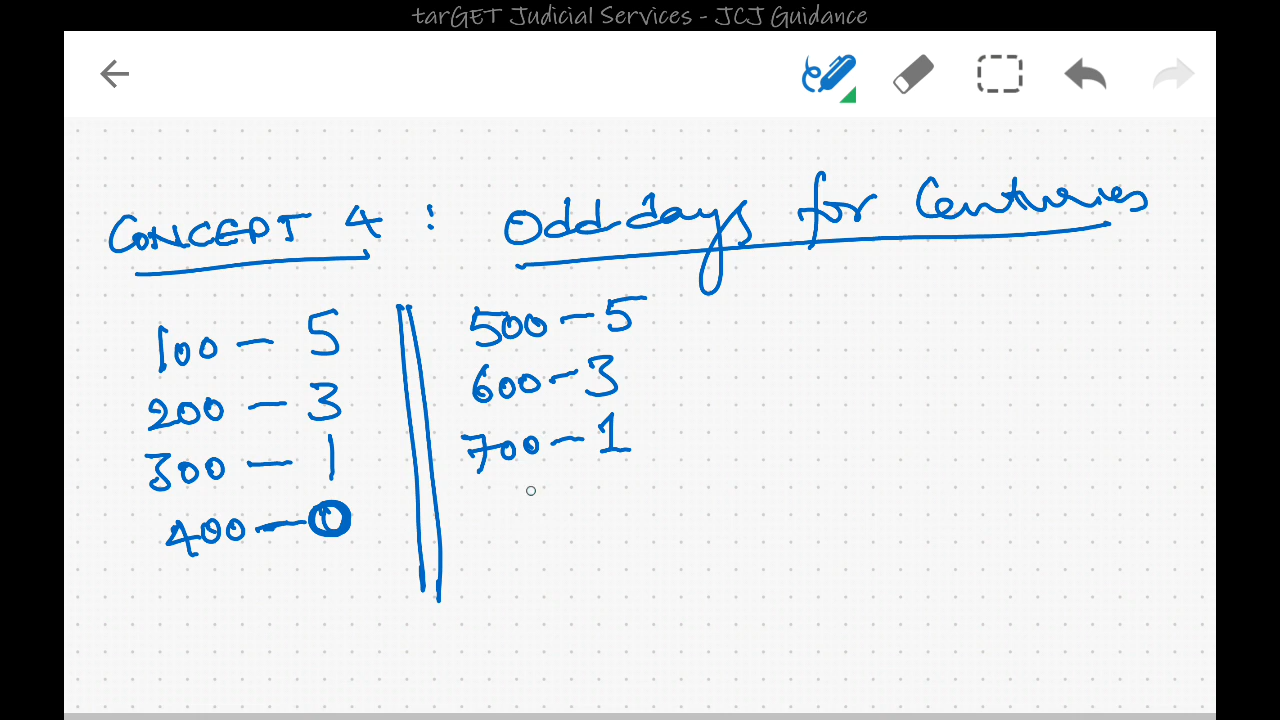 tarGET Judicial Services - JCJ Guidance
CONCEPT 4 : Odd days for Centuries
100 - 5
200 - 3
300 - 1
400 - 0
500 - 5
600 - 3
700 - 1